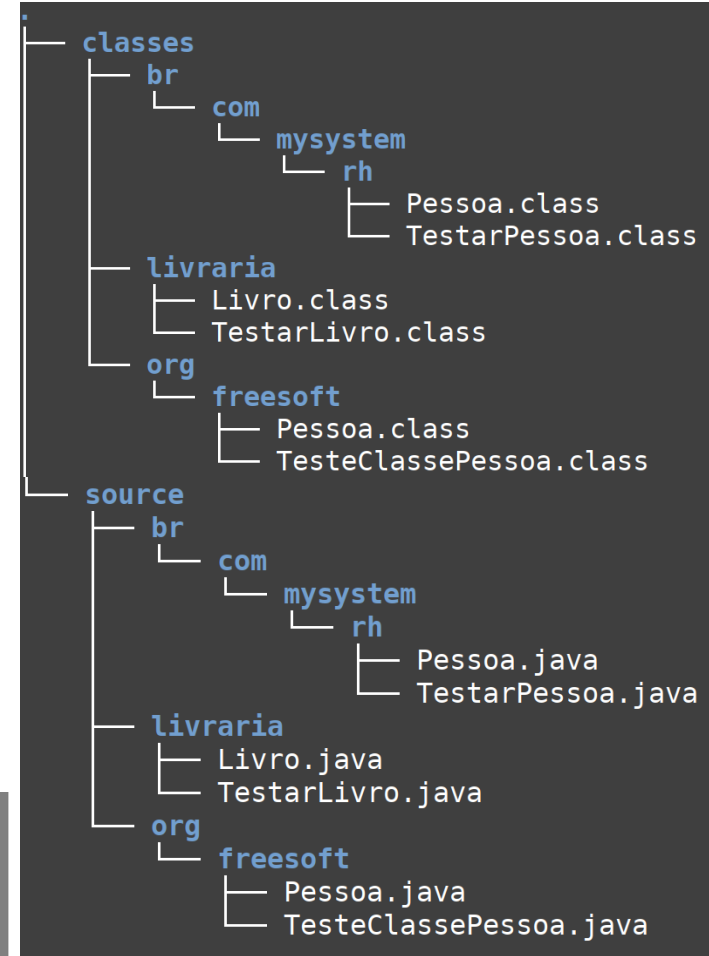 .
classes
br
com
mysystem
rh
Pessoa.class
TestarPessoa.class
livraria
Livro.class
TestarLivro.class
org
freesoft
Pessoa.class
TesteClassePessoa.class
source
br
com
mysystem
rh
Pessoa.java
TestarPessoa.java
livraria
Livro.java
TestarLivro.java
org
freesoft
Pessoa.java
TesteClassePessoa.java